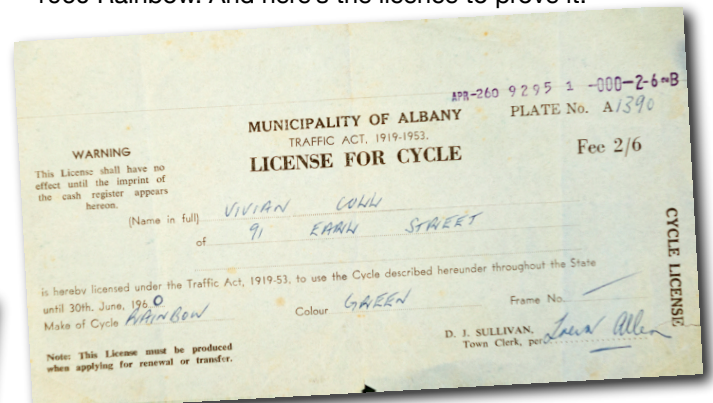 1960 Rainbow. And here's the license to prove it.
APR-260 9295 1 -000-2-6 B
MUNICIPALITY OF ALBANY
PLATE No. A1390
TRAFFIC ACT, 1919-1953.
LICENSE FOR CYCLE
Fee 2/6
WARNING
This License shall have no
effect until the imprint of
the cash register appears
hereon.
(Name in full) VIVIAN
of 91 EARL STREET
is hereby licensed under the Traffic Act, 1919-53, to use the Cycle described hereunder throughout the State
until 30th. June, 1960
Make of Cycle RAINBOW Colour GREEN Frame No.
CYCLE LICENSE
D. J. SULLIVAN,
Town Clerk, per Allen
Note: This License must be produced
when applying for renewal or transfer.